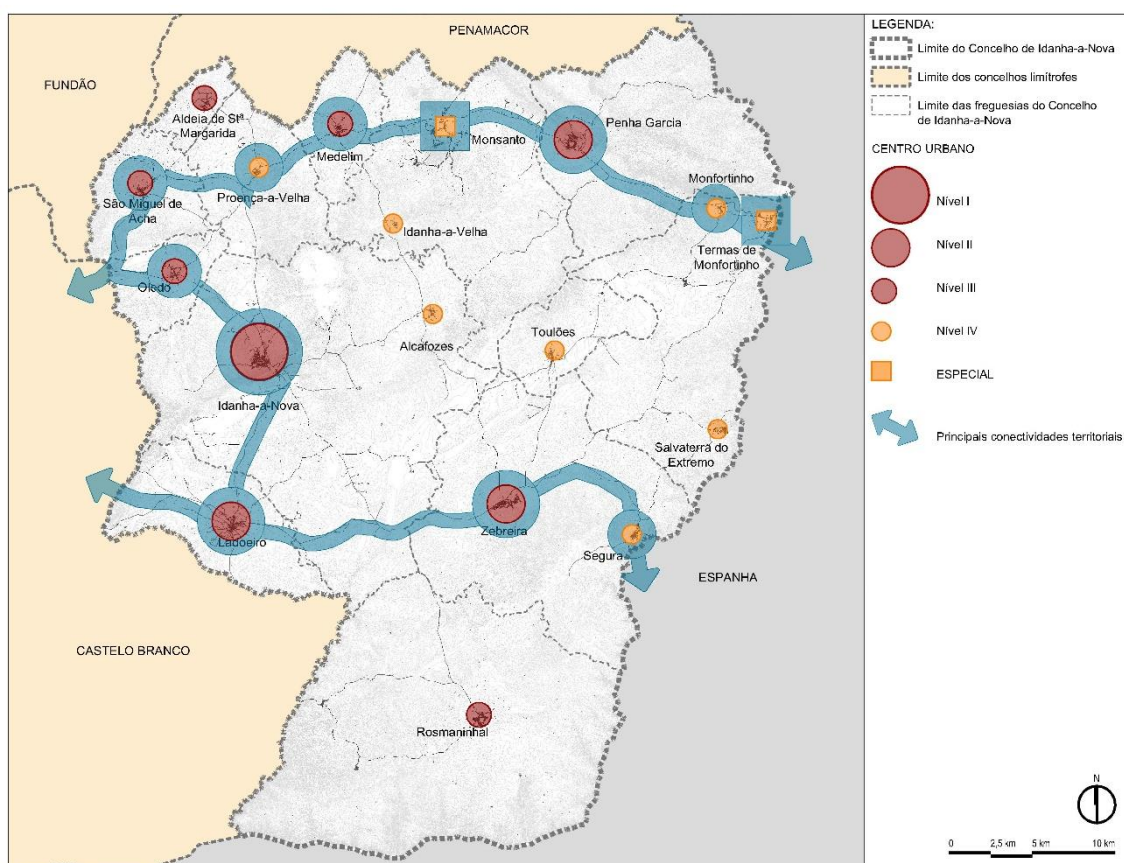 PENAMACOR
FUNDÃO
Aldeia de Stª
Margarida
Medelim
Monsanto
Penha Garcia
São Miguel de
Acha
Proença-a-Velha
Monfortinho
Idanha-a-Velha
Termas de
Monfortinho
Oledo
Alcafozes
Toulões
Idanha-a-Nova
Salvaterra do
Extremo
Ladoeiro
Zebreira
Segura
ESPANHA
CASTELO BRANCO
Rosmaninhal
LEGENDA:
Limite do Concelho de Idanha-a-Nova
Limite dos concelhos limítrofes
Limite das freguesias do Concelho
de Idanha-a-Nova
CENTRO URBANO
Nível I
Nível II
Nível III
Nível IV
ESPECIAL
Principais conectividades territoriais
N
0 2,5 km 5 km 10 km